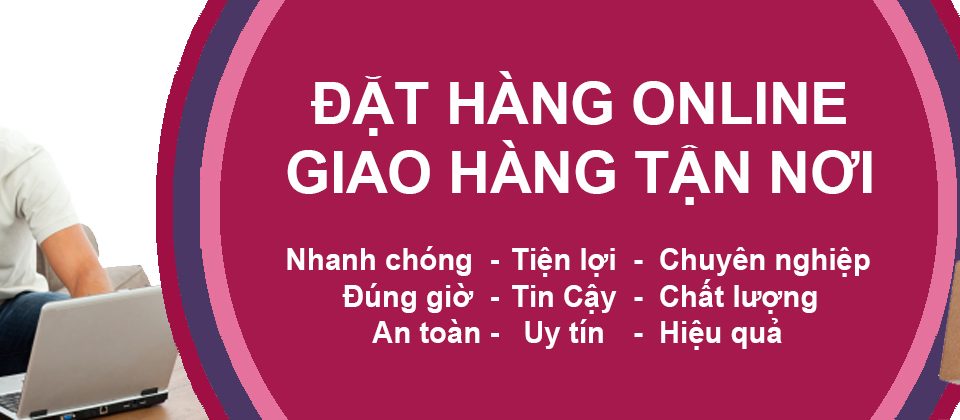 ĐẶT HÀNG ONLINE
GIAO HÀNG TẬN NƠI
Nhanh chóng - Tiện lợi - Chuyên nghiệp
Đúng giờ - Tin Cậy - Chất lượng
An toàn - Uy tín - Hiệu quả